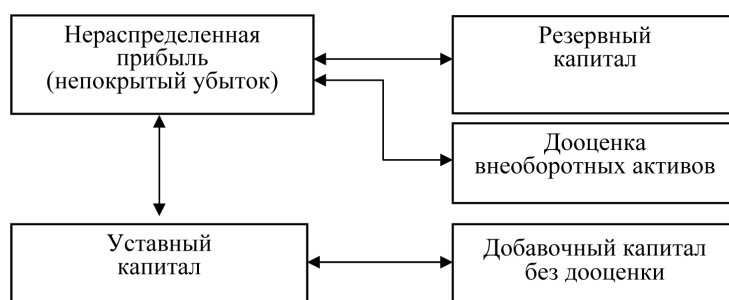 Нераспределенная
прибыль
(непокрытый убыток)
Резервный
капитал
Дооценка
внеоборотных активов
Уставный
капитал
Добавочный капитал
без дооценки